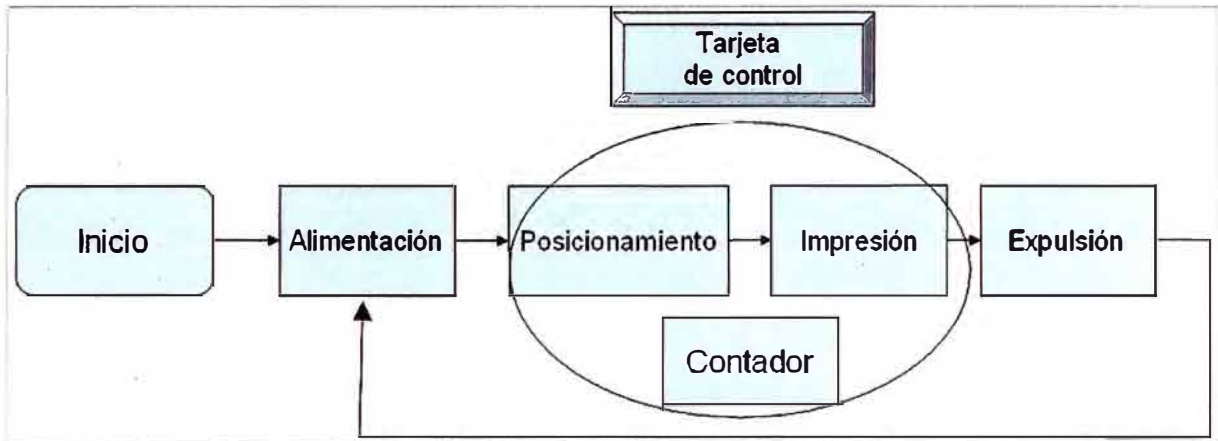 Tarjeta
de control
Inicio
Alimentación
Posicionamiento
Impresión
Expulsión
Contador